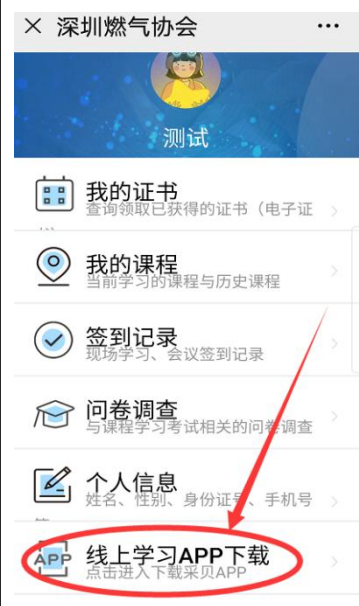 深圳燃气协会
测试
我的证书
查询领取已获得的证书（电子证
我的课程
当前学习的课程与历史课程
签到记录
现场学习、会议签到记录
问卷调查
与课程学习考试相关的问卷调查
个人信息
姓名、性别、身份证号、手机号
APP
线上学习APP下载
点击进入下载采贝APP